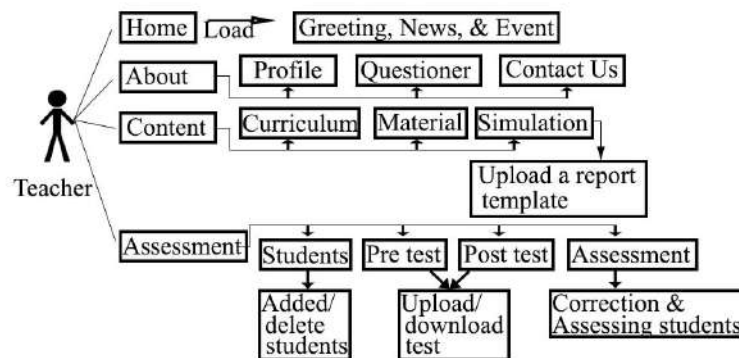 Home
Load
Greeting, News, & Event
About
Profile
Questioner
Contact Us
Content
Curriculum
Material
Simulation
Teacher
Upload a report
template
Assessment
Students
Pre test
Post test
Assessment
Added/
delete
students
Upload/
download
test
Correction &
Assessing students